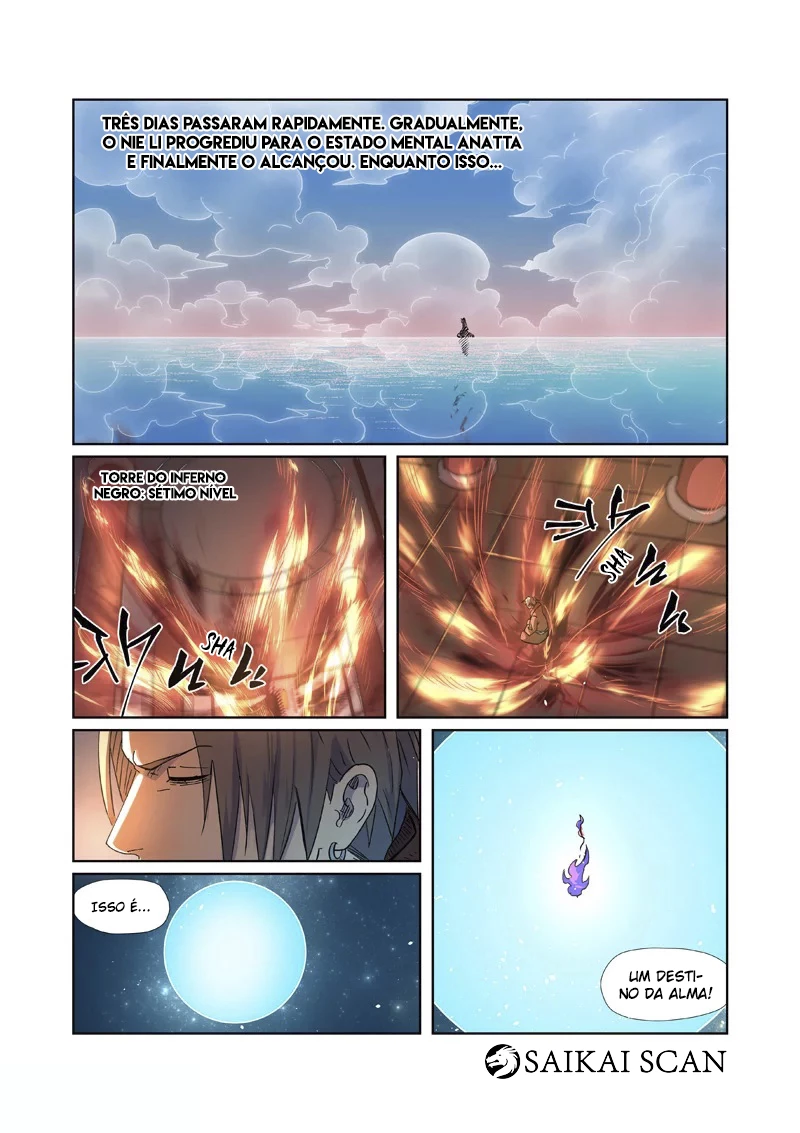 TRÊS DIAS PASSARAM RAPIDAMENTE. GRADUALMENTE,
O NIE LI PROGREDIU PARA O ESTADO MENTAL ANATTA
E FINALMENTE O ALCANÇOU. ENQUANTO ISSO...
TORRE DO INFERNO
NEGRO: SÉTIMO NÍVEL
SHA
SHA
ISSO É...
UM DESTI-
NO DA ALMA!
SAIKAI SCAN